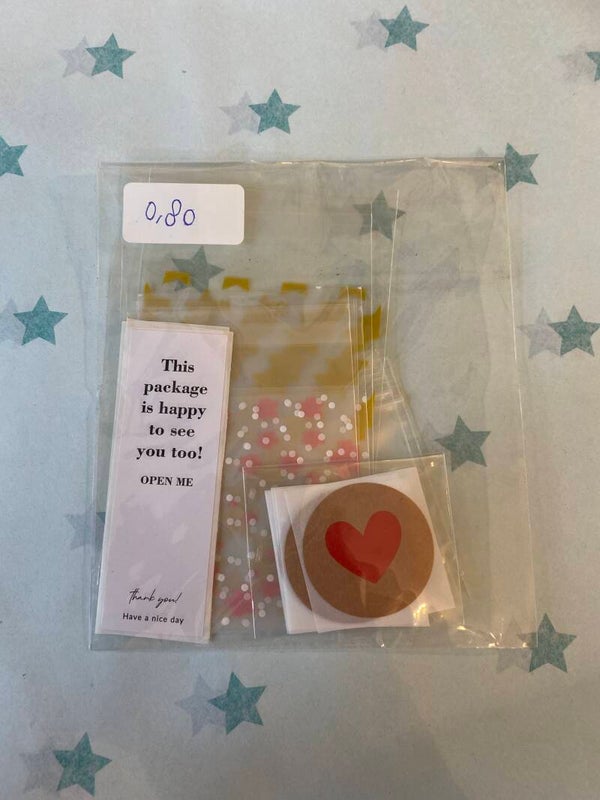 0,80
This
package
is happy
to see
you too!
OPEN ME
thank you!
Have a nice day